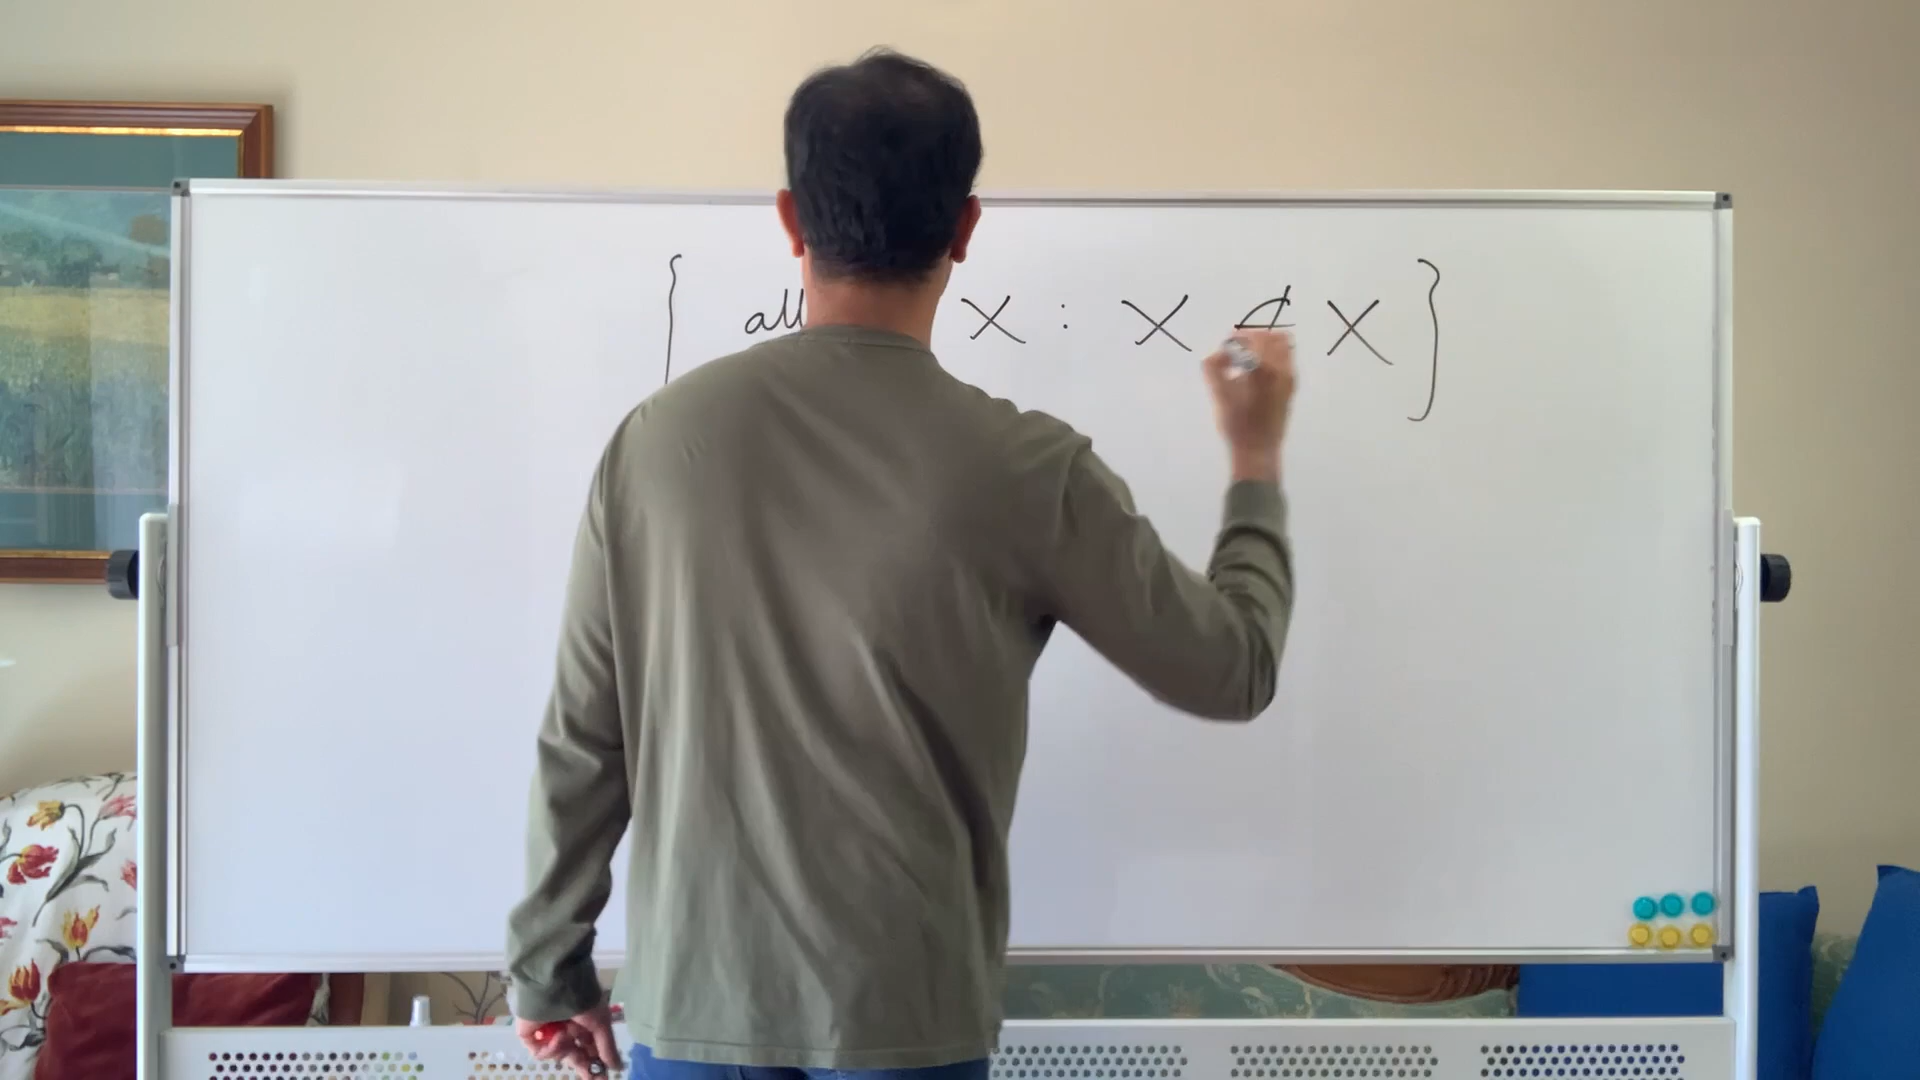 { all X : X ∉ X }